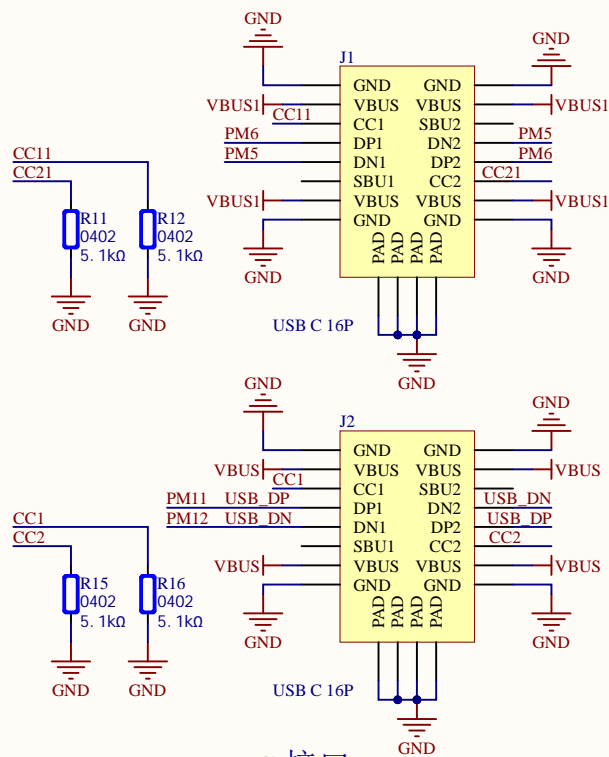 GND
GND
J1
GND GND
VBUS1 VBUS VBUS VBUS1
CC11 CC1 SBU2
PM6 DP1 DN2 PM5
PM5 DN1 DP2 PM6
SBU1 CC2 CC21
VBUS1 VBUS VBUS VBUS1
GND GND
PAD PAD PAD PAD
GND GND
USB C 16P
GND
CC11
CC21
R11 R12
0402 0402
5.1kΩ 5.1kΩ
GND GND
GND
GND
J2
GND GND
VBUS VBUS VBUS VBUS
CC1 CC1 SBU2
PM11 USB_DP DP1 DN2 USB_DN
PM12 USB_DN DN1 DP2 USB_DP
SBU1 CC2 CC2
VBUS VBUS VBUS VBUS
GND GND
PAD PAD PAD PAD
GND GND
USB C 16P
GND
CC1
CC2
R15 R16
0402 0402
5.1kΩ 5.1kΩ
GND GND